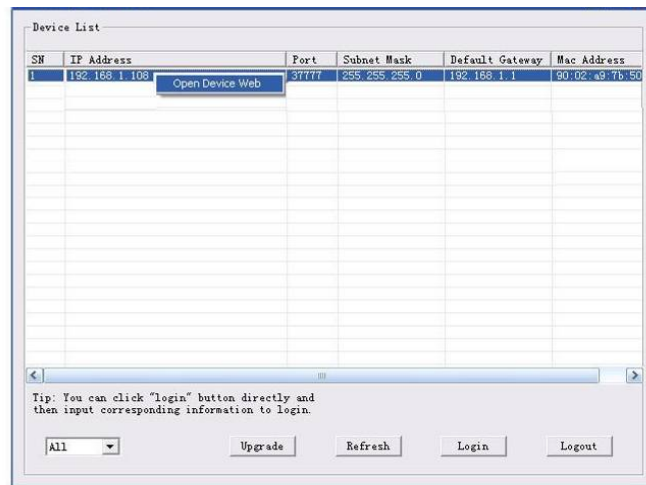 Device List
SN IP Address Port Subnet Mask Default Gateway Mac Address
1 192.168.1.108 37777 255.255.255.0 192.168.1.1 90:02:a9:7b:50
Open Device Web
Tip: You can click "login" button directly and
then input corresponding information to login.
All Upgrade Refresh Login Logout